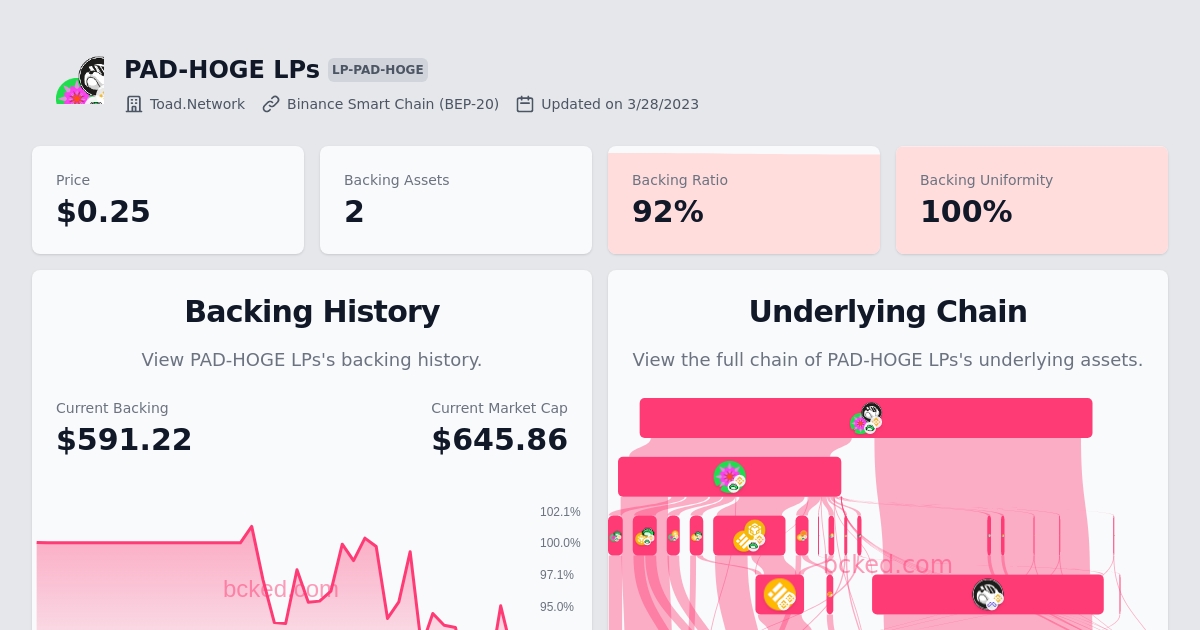 PAD-HOGE LPs LP-PAD-HOGE
Toad.Network Binance Smart Chain (BEP-20) Updated on 3/28/2023
Price
$0.25
Backing Assets
2
Backing Ratio
92%
Backing Uniformity
100%
Backing History
View PAD-HOGE LPs's backing history.
Current Backing
$591.22
Current Market Cap
$645.86
102.1%
100.0%
97.1%
95.0%
bcked.com
Underlying Chain
View the full chain of PAD-HOGE LPs's underlying assets.
bcked.com